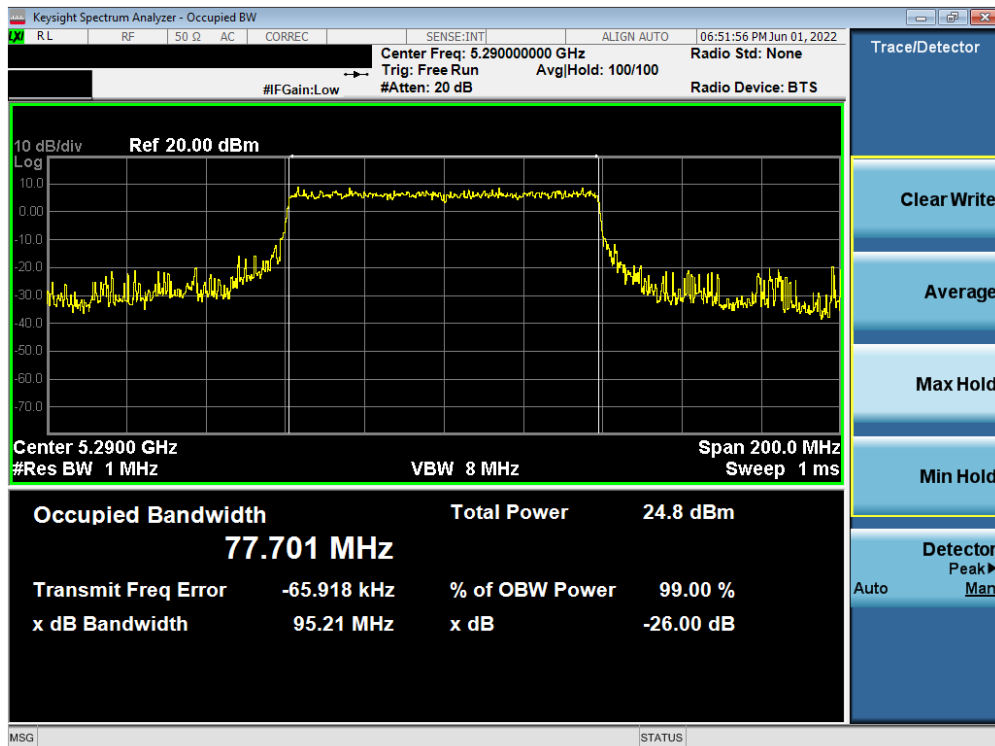 Keysight Spectrum Analyzer - Occupied BW
LXI RL RF 50 Ω AC CORREC SENSE:INT ALIGN AUTO 06:51:56 PM Jun 01, 2022
Center Freq: 5.290000000 GHz Radio Std: None
Trig: Free Run Avg|Hold: 100/100
#IFGain:Low #Atten: 20 dB Radio Device: BTS
Trace/Detector
10 dB/div Ref 20.00 dBm
Log
10.0
0.00
-10.0
-20.0
-30.0
-40.0
-50.0
-60.0
-70.0
Center 5.2900 GHz Span 200.0 MHz
#Res BW 1 MHz VBW 8 MHz Sweep 1 ms
Occupied Bandwidth Total Power 24.8 dBm
77.701 MHz
Transmit Freq Error -65.918 kHz % of OBW Power 99.00 %
x dB Bandwidth 95.21 MHz x dB -26.00 dB
Clear Write
Average
Max Hold
Min Hold
Detector
Peak▶
Auto Man
MSG STATUS